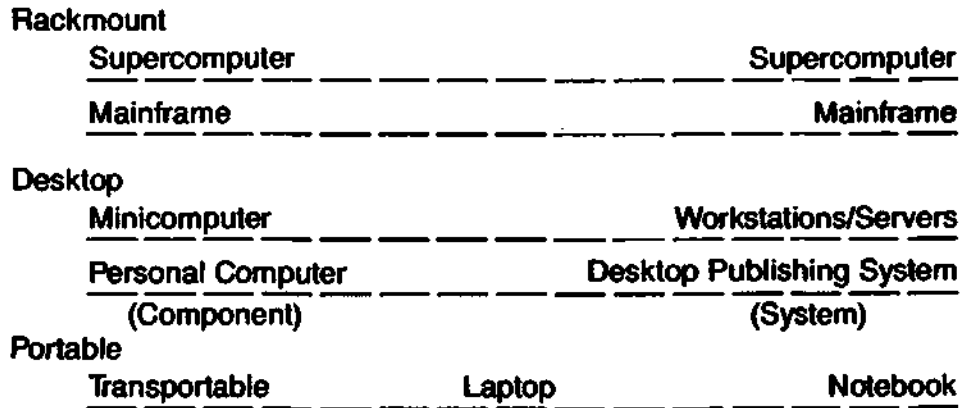 Rackmount
Supercomputer Supercomputer
Mainframe Mainframe
Desktop
Minicomputer Workstations/Servers
Personal Computer Desktop Publishing System
(Component) (System)
Portable
Transportable Laptop Notebook